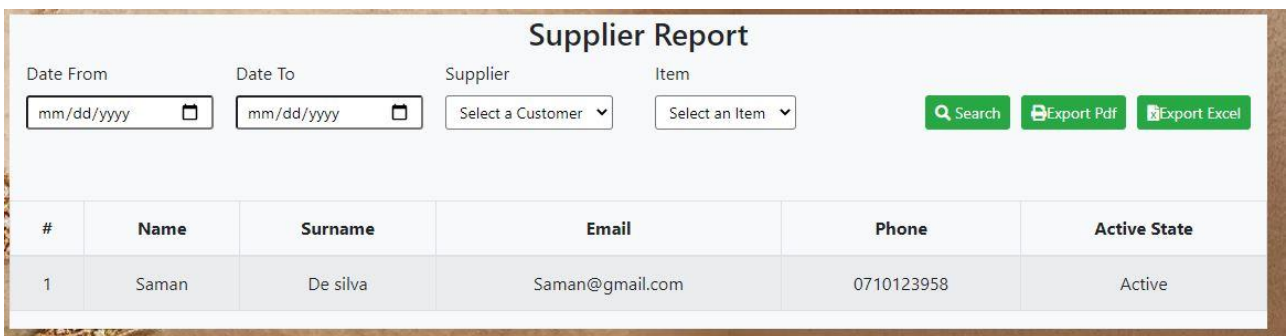 Supplier Report
Date From Date To Supplier Item
mm/dd/yyyy mm/dd/yyyy Select a Customer Select an Item Search Export Pdf Export Excel
# Name Surname Email Phone Active State
1 Saman De silva Saman@gmail.com 0710123958 Active